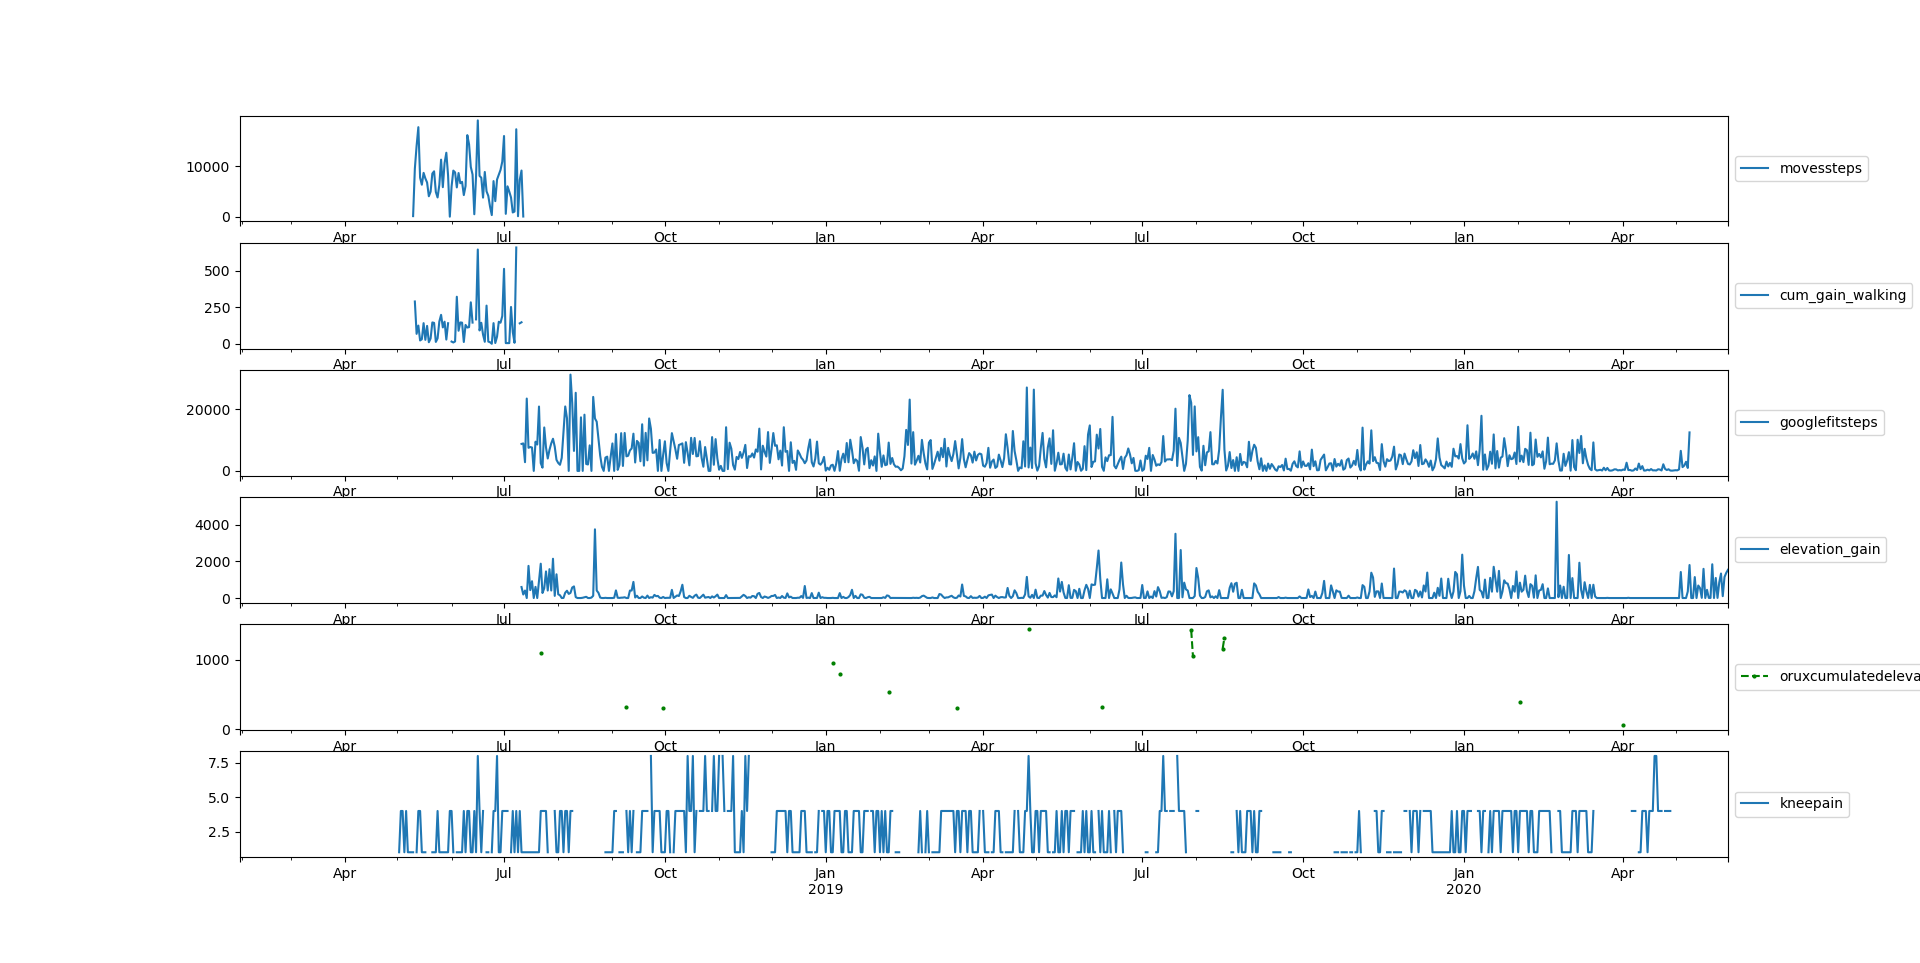 10000
0
movessteps
Apr Jul Oct Jan Apr Jul Oct Jan Apr
500
250
0
cum_gain_walking
Apr Jul Oct Jan Apr Jul Oct Jan Apr
20000
0
googlefitsteps
Apr Jul Oct Jan Apr Jul Oct Jan Apr
4000
2000
0
elevation_gain
Apr Jul Oct Jan Apr Jul Oct Jan Apr
1000
0
oruxcumulatedeleva
Apr Jul Oct Jan Apr Jul Oct Jan Apr
7.5
5.0
2.5
kneepain
Apr Jul Oct Jan Apr Jul Oct Jan Apr
2019 2020